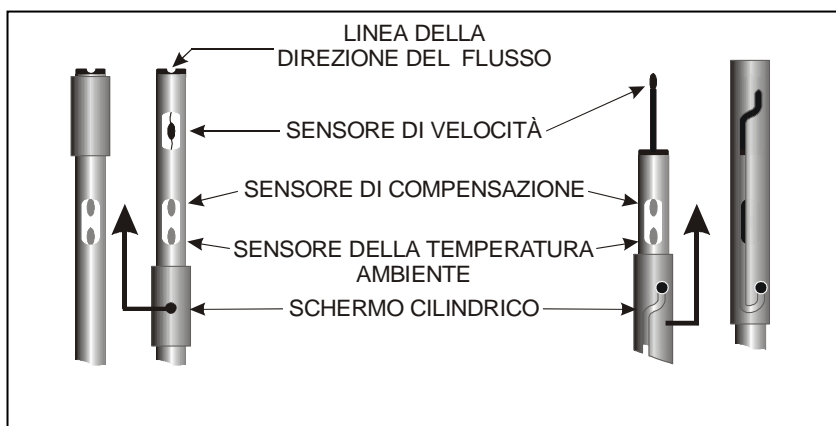 LINEA DELLA
DIREZIONE DEL FLUSSO
SENSORE DI VELOCITÀ
SENSORE DI COMPENSAZIONE
SENSORE DELLA TEMPERATURA
AMBIENTE
SCHERMO CILINDRICO